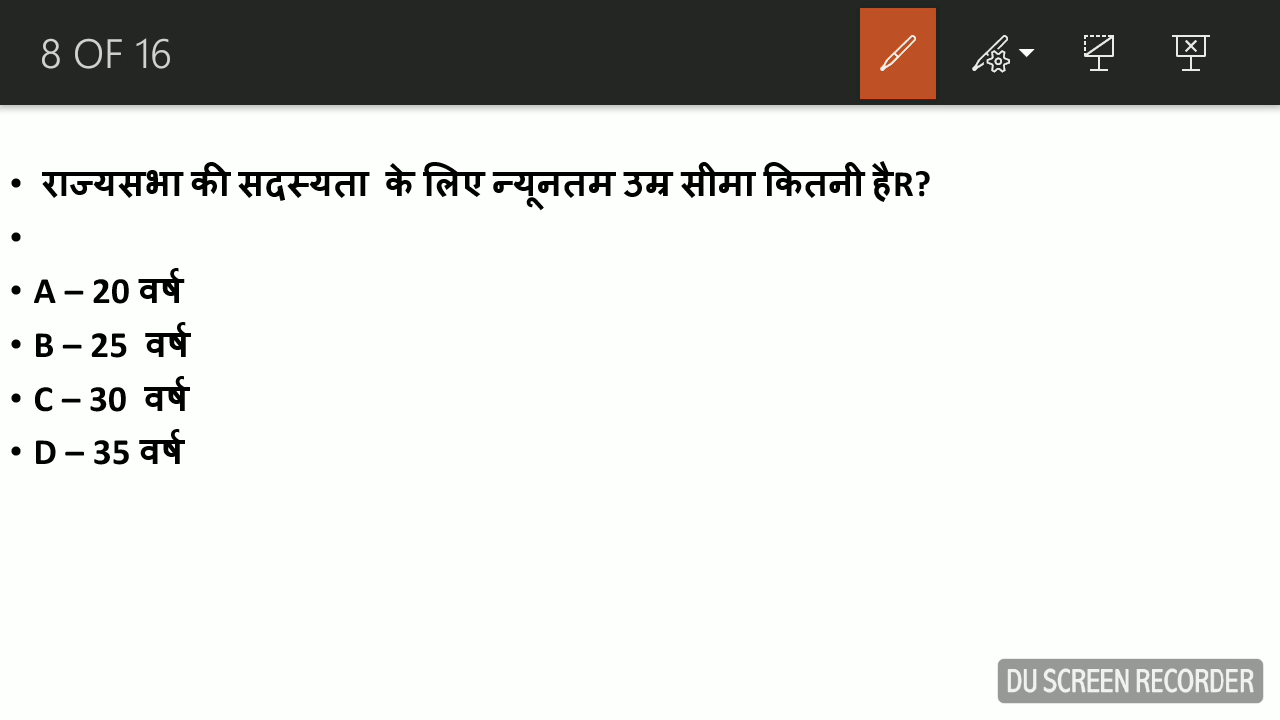 8 OF 16
• राज्यसभा की सदस्यता के लिए न्यूनतम उम्र सीमा कितनी हैR?
•
• A – 20 वर्ष
• B – 25 वर्ष
• C – 30 वर्ष
• D – 35 वर्ष
DU SCREEN RECORDER